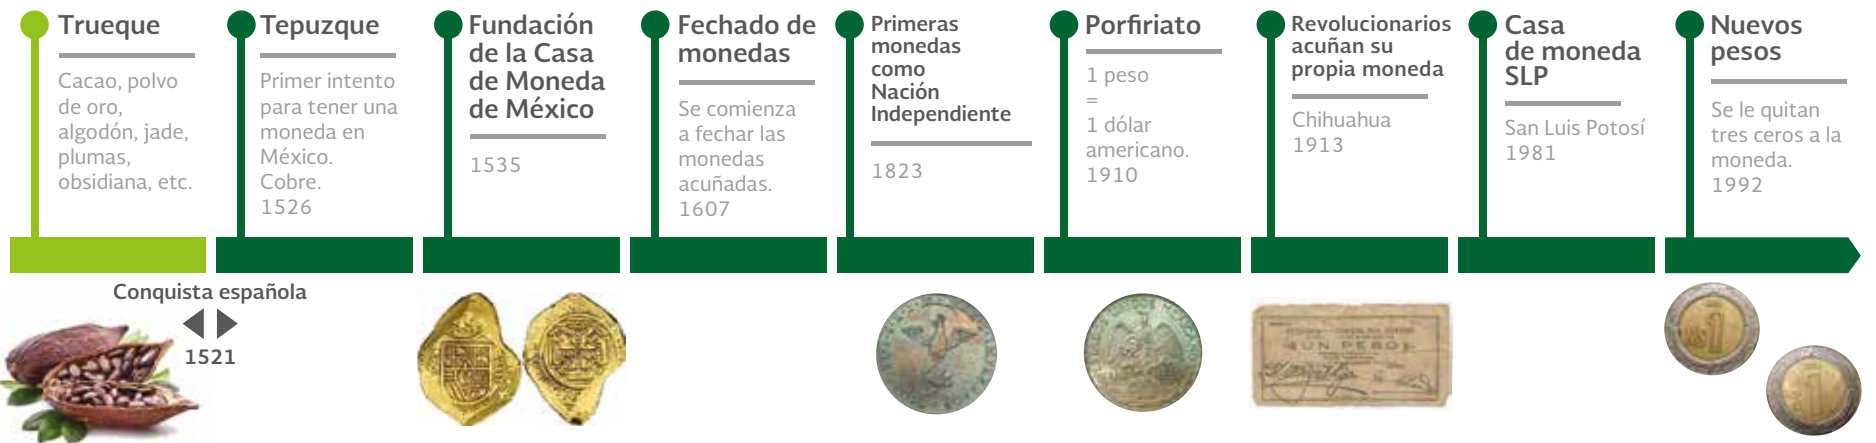 Trueque
Cacao, polvo
de oro,
algodón, jade,
plumas,
obsidiana, etc.
Tepuzque
Primer intento
para tener una
moneda en
México.
Cobre.
1526
Fundación
de la Casa
de Moneda
de México
1535
Fechado de
monedas
Se comienza
a fechar las
monedas
acuñadas.
1607
Primeras
monedas
como
Nación
Independiente
1823
Porfiriato
1 peso
=
1 dólar
americano.
1910
Revolucionarios
acuñan su
propia moneda
Chihuahua
1913
Casa
de moneda
SLP
San Luis Potosí
1981
Nuevos
pesos
Se le quitan
tres ceros a la
moneda.
1992
Conquista española
1521
UN PESO
N$1
1